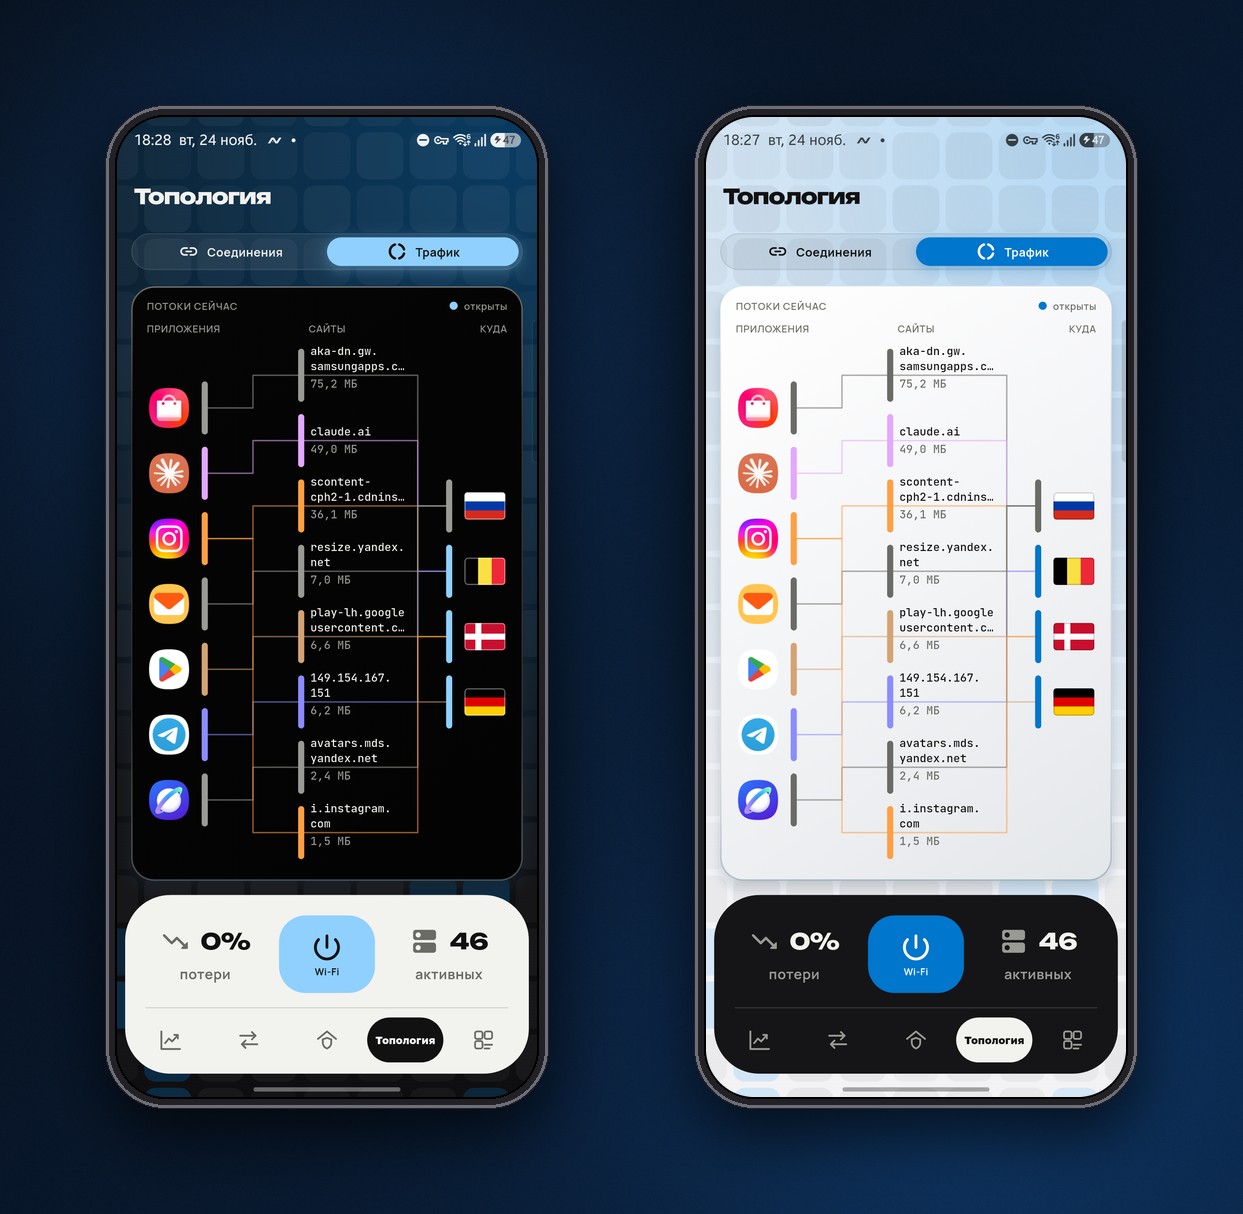 18:28 вт, 24 нояб.
47
Топология
Соединения
Трафик
ПОТОКИ СЕЙЧАС
открыты
ПРИЛОЖЕНИЯ
САЙТЫ
КУДА
aka-dn.gw.
samsungapps.c…
75,2 МБ
claude.ai
49,0 МБ
scontent-
cph2-1.cdnins…
36,1 МБ
resize.yandex.
net
7,0 МБ
play-lh.google
usercontent.c…
6,6 МБ
149.154.167.
151
6,2 МБ
avatars.mds.
yandex.net
2,4 МБ
i.instagram.
com
1,5 МБ
0%
потери
Wi-Fi
46
активных
Топология
18:27 вт, 24 нояб.
47
Топология
Соединения
Трафик
ПОТОКИ СЕЙЧАС
открыты
ПРИЛОЖЕНИЯ
САЙТЫ
КУДА
aka-dn.gw.
samsungapps.c…
75,2 МБ
claude.ai
49,0 МБ
scontent-
cph2-1.cdnins…
36,1 МБ
resize.yandex.
net
7,0 МБ
play-lh.google
usercontent.c…
6,6 МБ
149.154.167.
151
6,2 МБ
avatars.mds.
yandex.net
2,4 МБ
i.instagram.
com
1,5 МБ
0%
потери
Wi-Fi
46
активных
Топология